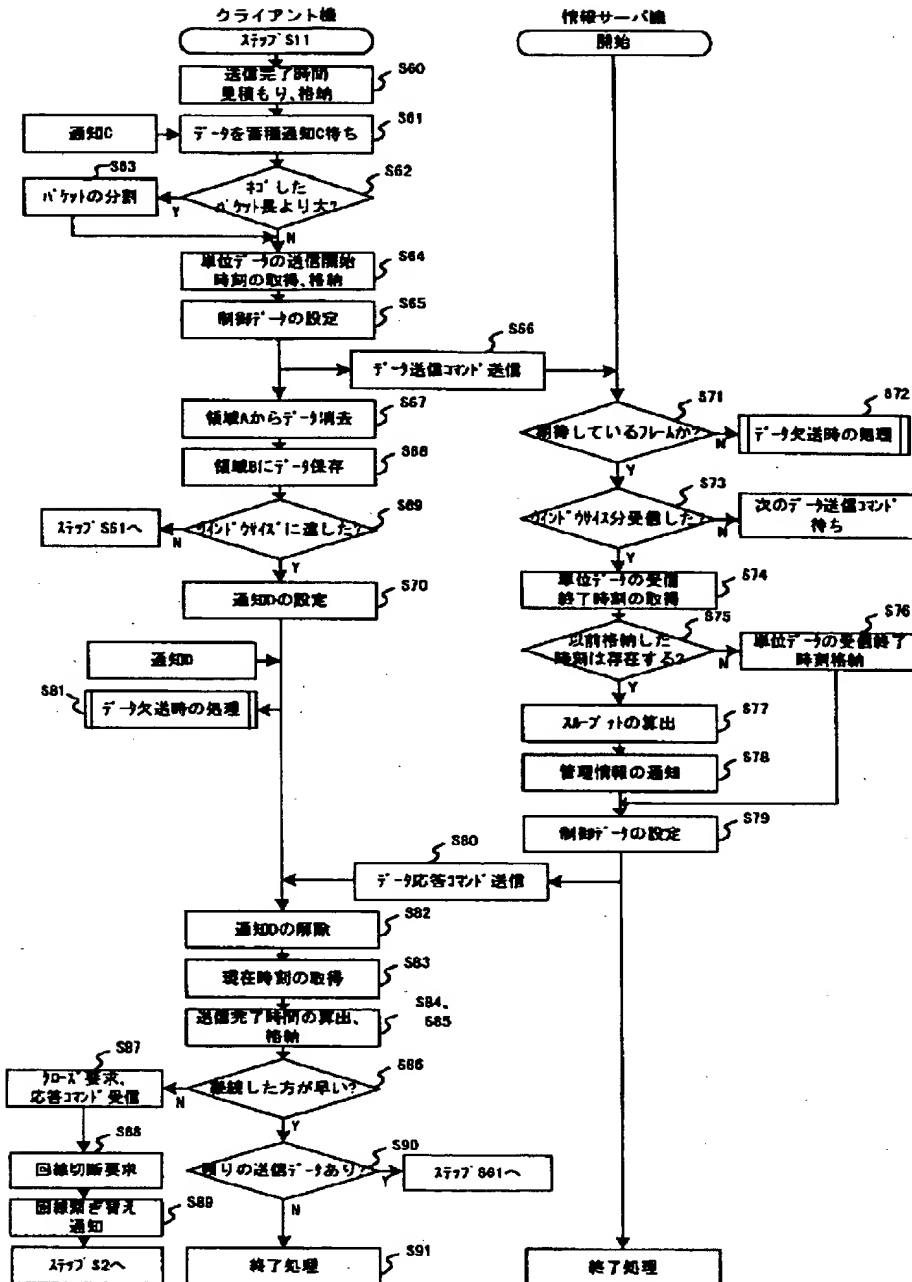 クライアント機
情報サーバ機
ステップS11
開始
送信完了時間
見積もり、格納
S60
通知C
データを蓄積通知C待ち
S61
S63
パケットの分割
Y
ネゴした
パケット長より大?
S62
N
単位データの送信開始
時刻の取得、格納
S64
制御データの設定
S65
S66
データ送信コマンド送信
領域Aからデータ消去
S67
期待しているフレームか?
S71
N
S72
データ欠送時の処理
Y
領域Bにデータ保存
S68
ウインドウサイズに達した?
S69
N
ステップS61へ
Y
ウインドウサイズ分受信した?
S73
N
次のデータ送信コマンド
待ち
Y
通知Dの設定
S70
単位データの受信
終了時刻の取得
S74
以前格納した
時刻は存在する?
S75
N
S76
単位データの受信終了
時刻格納
Y
通知D
S81
データ欠送時の処理
スループットの算出
S77
管理情報の通知
S78
制御データの設定
S79
S80
データ応答コマンド送信
通知Dの解除
S82
現在時刻の取得
S83
送信完了時間の算出、
格納
S84、
S85
継続した方が早い?
S86
N
S87
クローズ要求、
応答コマンド受信
Y
S88
回線切断要求
残りの送信データあり?
S90
Y
ステップS61へ
回線繋ぎ替え
通知
S89
N
ステップS2へ
終了処理
S91
終了処理